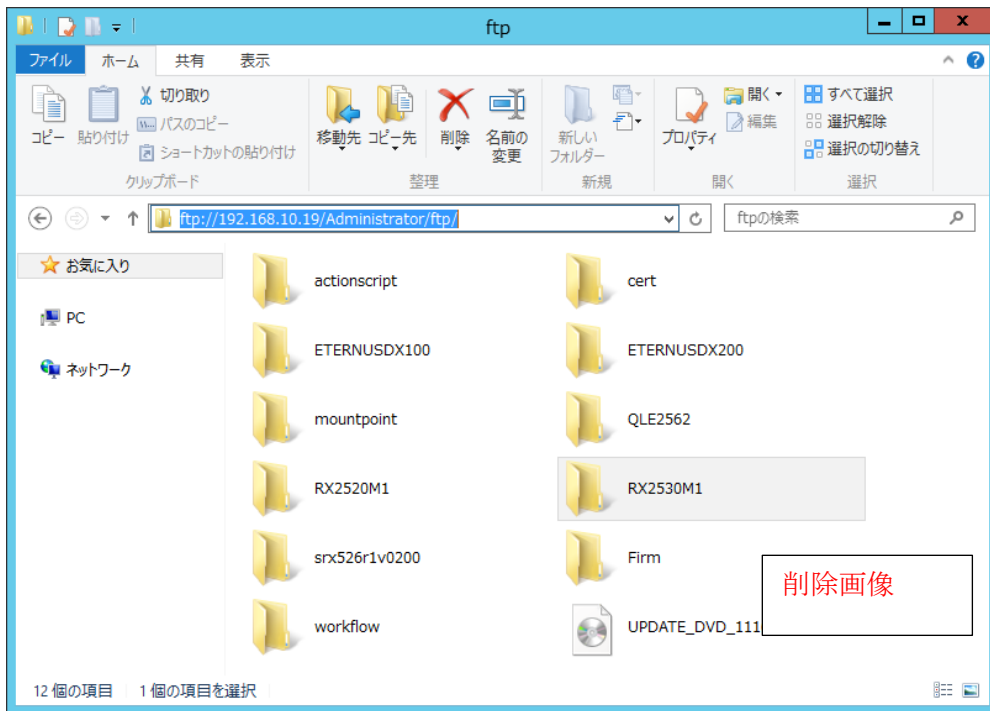 ftp
ファイル ホーム 共有 表示
コピー 貼り付け 切り取り パスのコピー ショートカットの貼り付け
移動先 コピー先 削除 名前の変更
新しいフォルダー プロパティ 開く 編集
すべて選択 選択解除 選択の切り替え
クリップボード 整理 新規 開く 選択
ftp://192.168.10.19/Administrator/ftp/ ftpの検索
お気に入り
PC
ネットワーク
actionscript cert
ETERNUSDX100 ETERNUSDX200
mountpoint QLE2562
RX2520M1 RX2530M1
srx526r1v0200 Firm
削除画像
workflow UPDATE_DVD_111
12 個の項目 1 個の項目を選択